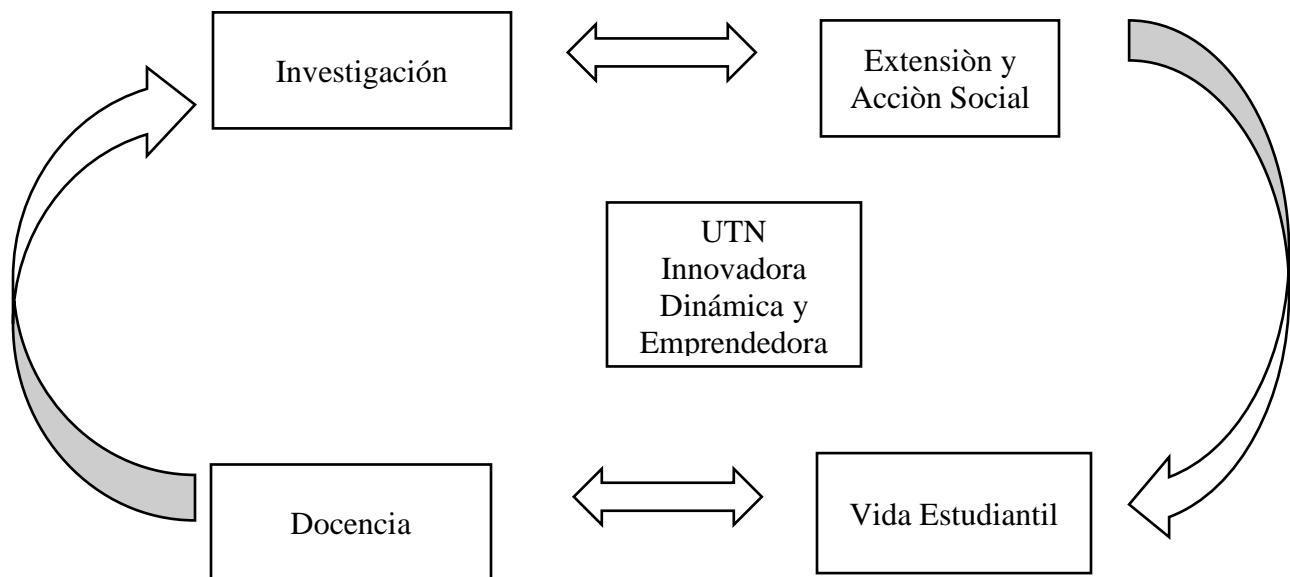 Investigación
Extensiòn y
Acciòn Social
UTN
Innovadora
Dinámica y
Emprendedora
Docencia
Vida Estudiantil